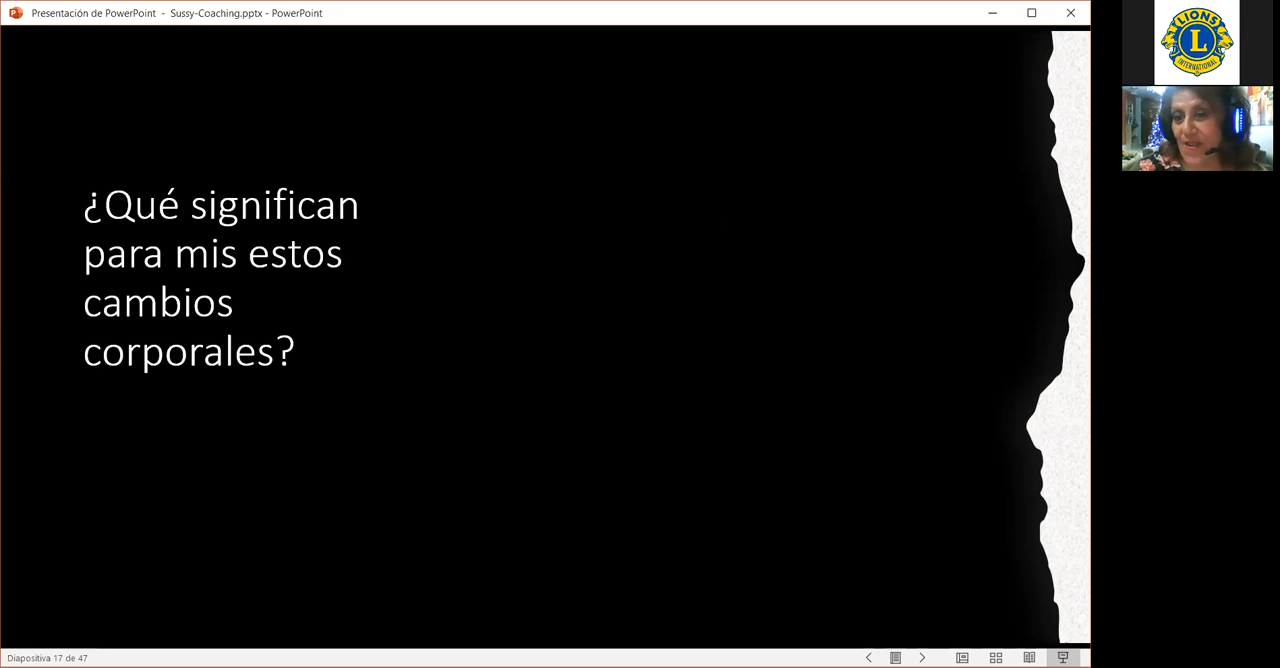 Presentación de PowerPoint - Sussy-Coaching.pptx - PowerPoint
LIONS
L
INTERNATIONAL
¿Qué significan
para mis estos
cambios
corporales?
Diapositiva 17 de 47